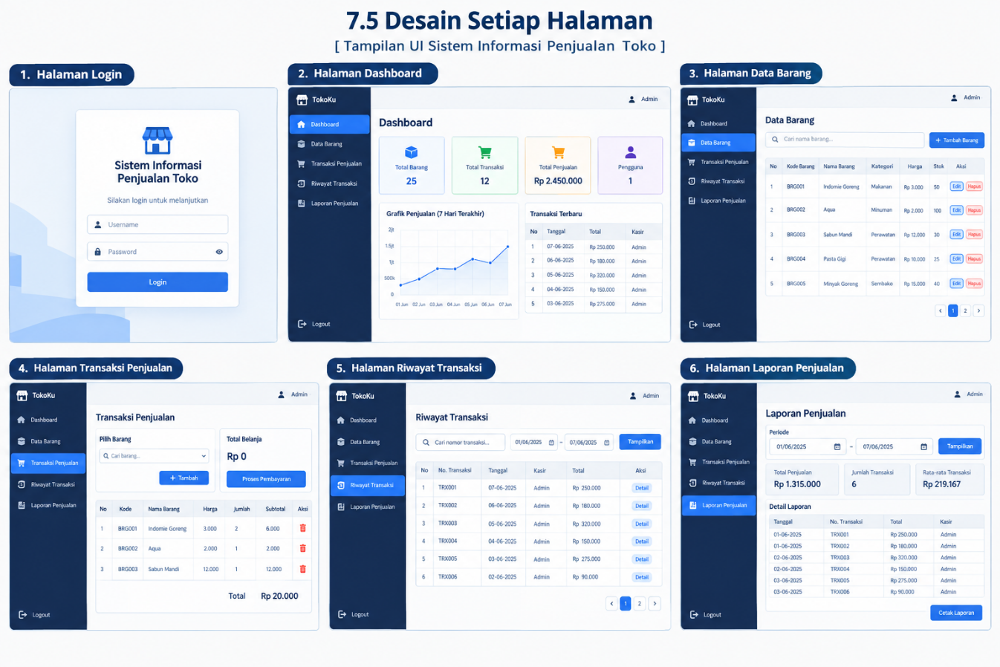 7.5 Desain Setiap Halaman
[ Tampilan UI Sistem Informasi Penjualan Toko ]
1. Halaman Login
Sistem Informasi
Penjualan Toko
Silakan login untuk melanjutkan
Username
Password
Login
2. Halaman Dashboard
TokoKu
Admin
Dashboard
Data Barang
Transaksi Penjualan
Riwayat Transaksi
Laporan Penjualan
Logout
Dashboard
Total Barang
25
Total Transaksi
12
Total Penjualan
Rp 2.450.000
Pengguna
1
Grafik Penjualan (7 Hari Terakhir)
2jt
1.5jt
1jt
500k
0
01 Jun 02 Jun 03 Jun 04 Jun 05 Jun 06 Jun 07 Jun
Transaksi Terbaru
No Tanggal Total Kasir
1 07-06-2025 Rp 250.000 Admin
2 06-06-2025 Rp 180.000 Admin
3 05-06-2025 Rp 320.000 Admin
4 04-06-2025 Rp 150.000 Admin
5 03-06-2025 Rp 275.000 Admin
3. Halaman Data Barang
TokoKu
Admin
Dashboard
Data Barang
Transaksi Penjualan
Riwayat Transaksi
Laporan Penjualan
Logout
Data Barang
Cari nama barang...
+ Tambah Barang
No Kode Barang Nama Barang Kategori Harga Stok Aksi
1 BRG001 Indomie Goreng Makanan Rp 3.000 50 Edit Hapus
2 BRG002 Aqua Minuman Rp 2.000 100 Edit Hapus
3 BRG003 Sabun Mandi Perawatan Rp 12.000 30 Edit Hapus
4 BRG004 Pasta Gigi Perawatan Rp 10.000 25 Edit Hapus
5 BRG005 Minyak Goreng Sembako Rp 15.000 40 Edit Hapus
< 1 2 >
4. Halaman Transaksi Penjualan
TokoKu
Admin
Dashboard
Data Barang
Transaksi Penjualan
Riwayat Transaksi
Laporan Penjualan
Logout
Transaksi Penjualan
Pilih Barang
Cari barang...
+ Tambah
Total Belanja
Rp 0
Proses Pembayaran
No Kode Nama Barang Harga Jumlah Subtotal Aksi
1 BRG001 Indomie Goreng 3.000 2 6.000
2 BRG002 Aqua 2.000 1 2.000
3 BRG003 Sabun Mandi 12.000 1 12.000
Total Rp 20.000
5. Halaman Riwayat Transaksi
TokoKu
Admin
Dashboard
Data Barang
Transaksi Penjualan
Riwayat Transaksi
Laporan Penjualan
Logout
Riwayat Transaksi
Cari nomor transaksi...
01/06/2025 – 07/06/2025
Tampilkan
No No. Transaksi Tanggal Kasir Total Aksi
1 TRX001 07-06-2025 Admin Rp 250.000 Detail
2 TRX002 06-06-2025 Admin Rp 180.000 Detail
3 TRX003 05-06-2025 Admin Rp 320.000 Detail
4 TRX004 04-06-2025 Admin Rp 150.000 Detail
5 TRX005 03-06-2025 Admin Rp 275.000 Detail
6 TRX006 02-06-2025 Admin Rp 90.000 Detail
< 1 2 >
6. Halaman Laporan Penjualan
TokoKu
Admin
Dashboard
Data Barang
Transaksi Penjualan
Riwayat Transaksi
Laporan Penjualan
Logout
Laporan Penjualan
Periode
01/06/2025 – 07/06/2025
Tampilkan
Total Penjualan
Rp 1.315.000
Jumlah Transaksi
6
Rata-rata Transaksi
Rp 219.167
Detail Laporan
Tanggal No. Transaksi Total Kasir
01-06-2025 TRX001 Rp 250.000 Admin
01-06-2025 TRX002 Rp 180.000 Admin
02-06-2025 TRX003 Rp 320.000 Admin
02-06-2025 TRX004 Rp 150.000 Admin
03-06-2025 TRX005 Rp 275.000 Admin
03-06-2025 TRX006 Rp 90.000 Admin
Cetak Laporan